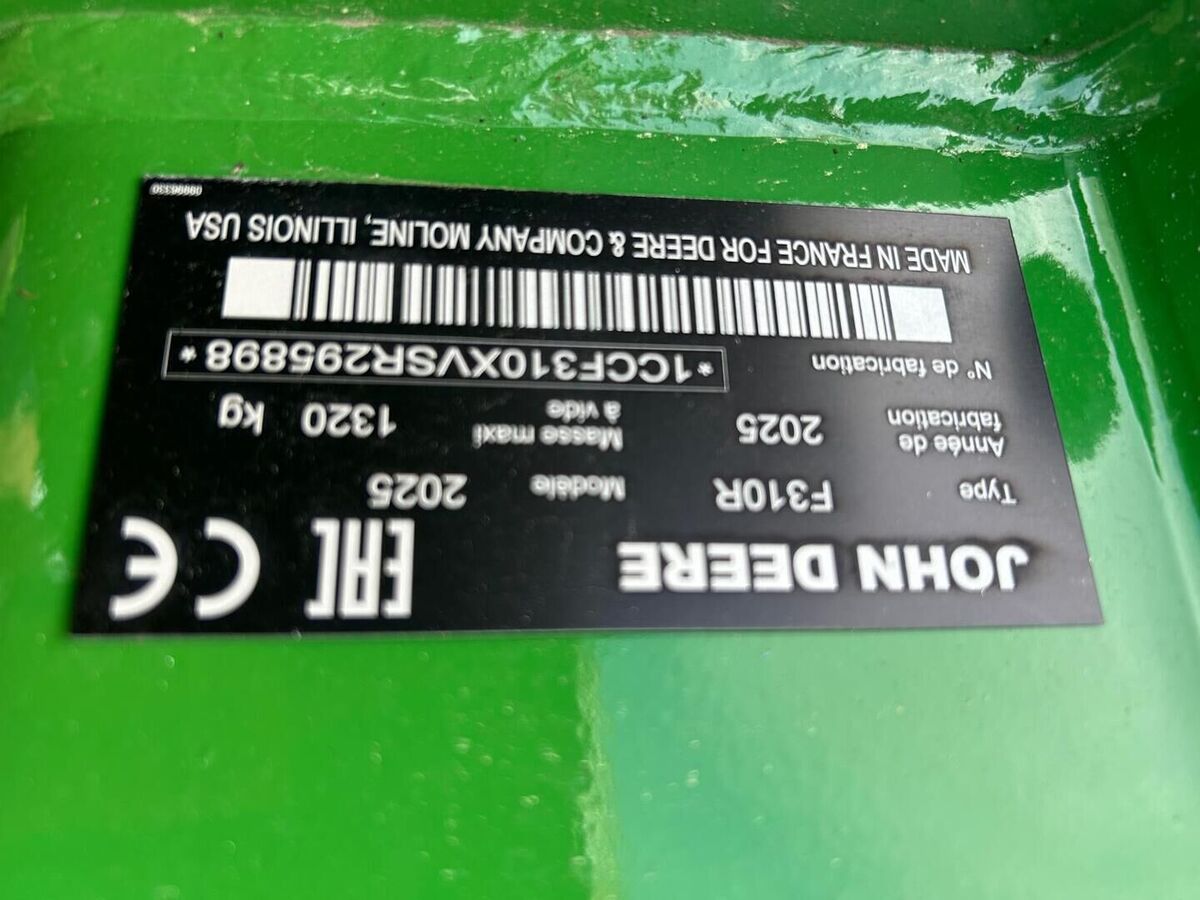 JOHN DEERE EAC CE
Type F310R Modèle 2025
Année de fabrication 2025 Masse maxi à vide 1320 kg
N° de fabrication *1CCF310XVSR295898*
MADE IN FRANCE FOR DEERE & COMPANY MOLINE, ILLINOIS USA